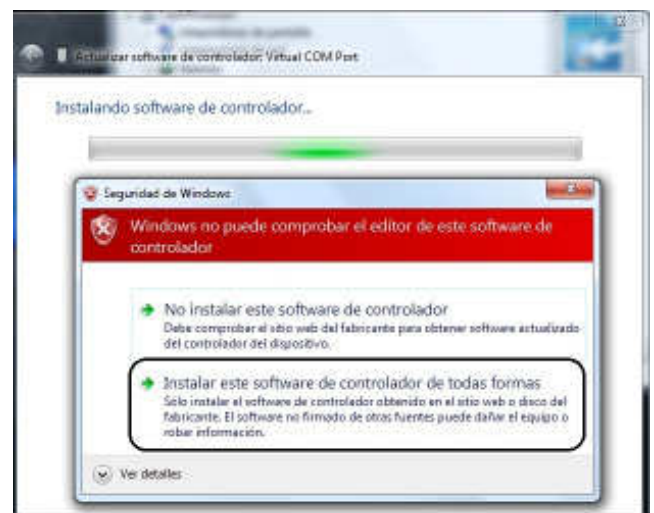 Actualizar software de controlador: Virtual COM Port
Instalando software de controlador...
Seguridad de Windows
Windows no puede comprobar el editor de este software de
controlador
No instalar este software de controlador
Debe comprobar el sitio web del fabricante para obtener software actualizado
del controlador del dispositivo.
Instalar este software de controlador de todas formas
Sólo instalar el software de controlador obtenido en el sitio web o disco del
fabricante. El software no firmado de otras fuentes puede dañar el equipo o
robar información.
Ver detalles